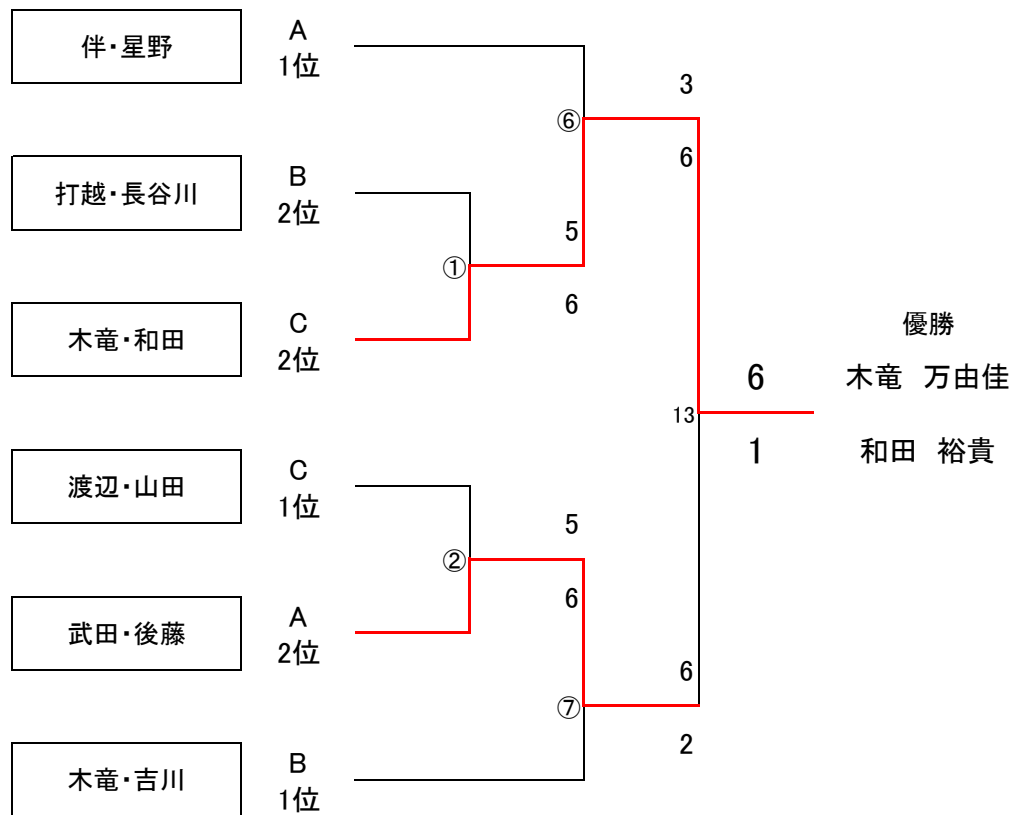 伴・星野
A
1位
3
⑥
6
打越・長谷川
B
2位
5
①
6
木竜・和田
C
2位
優勝
6
木竜 万由佳
13
1
和田 裕貴
渡辺・山田
C
1位
5
②
6
武田・後藤
A
2位
6
⑦
2
木竜・吉川
B
1位